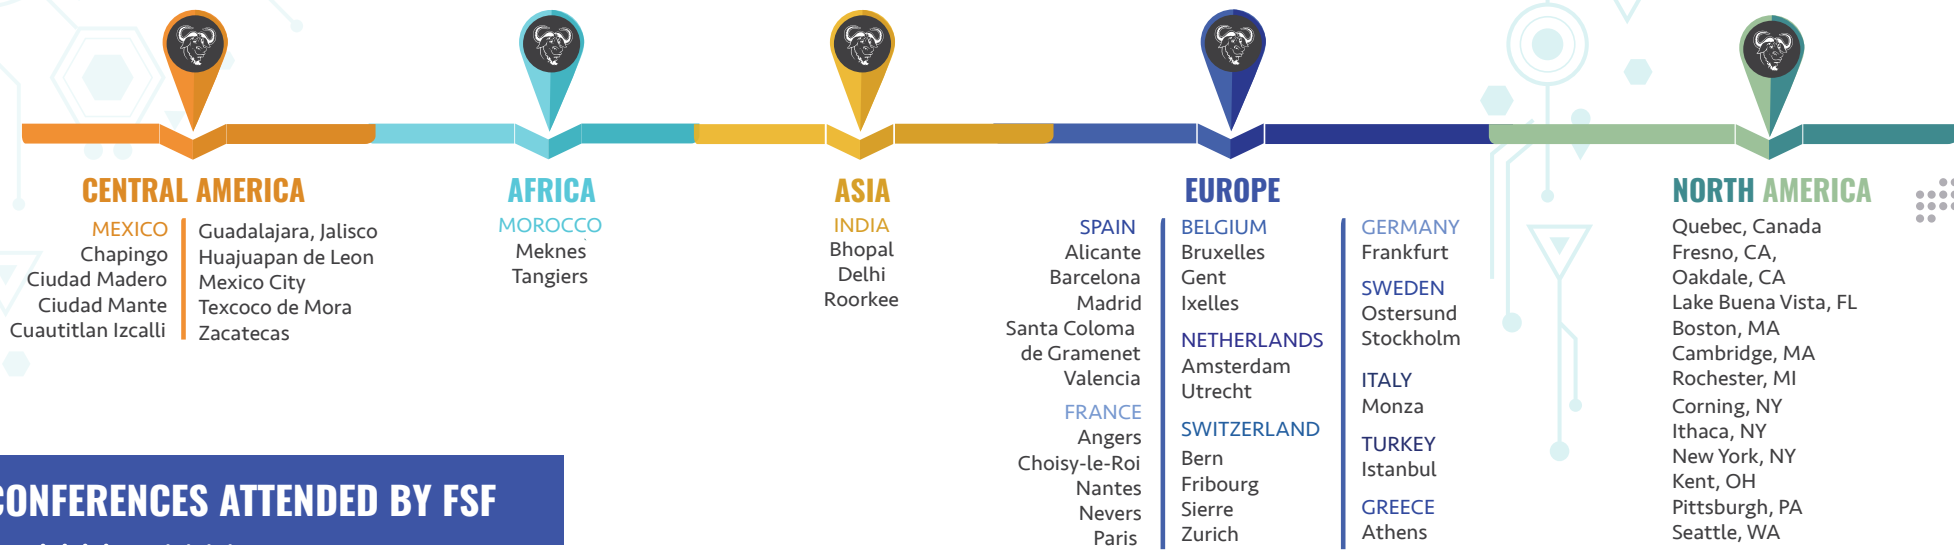 CENTRAL AMERICA
MEXICO
Chapingo
Ciudad Madero
Ciudad Mante
Cuautitlan Izcalli
Guadalajara, Jalisco
Huajuapan de Leon
Mexico City
Texcoco de Mora
Zacatecas
AFRICA
MOROCCO
Meknes
Tangiers
ASIA
INDIA
Bhopal
Delhi
Roorkee
EUROPE
SPAIN
Alicante
Barcelona
Madrid
Santa Coloma
de Gramenet
Valencia
FRANCE
Angers
Choisy-le-Roi
Nantes
Nevers
Paris
BELGIUM
Bruxelles
Gent
Ixelles
NETHERLANDS
Amsterdam
Utrecht
SWITZERLAND
Bern
Fribourg
Sierre
Zurich
GERMANY
Frankfurt
SWEDEN
Ostersund
Stockholm
ITALY
Monza
TURKEY
Istanbul
GREECE
Athens
NORTH AMERICA
Quebec, Canada
Fresno, CA,
Oakdale, CA
Lake Buena Vista, FL
Boston, MA
Cambridge, MA
Rochester, MI
Corning, NY
Ithaca, NY
New York, NY
Kent, OH
Pittsburgh, PA
Seattle, WA
CONFERENCES ATTENDED BY FSF